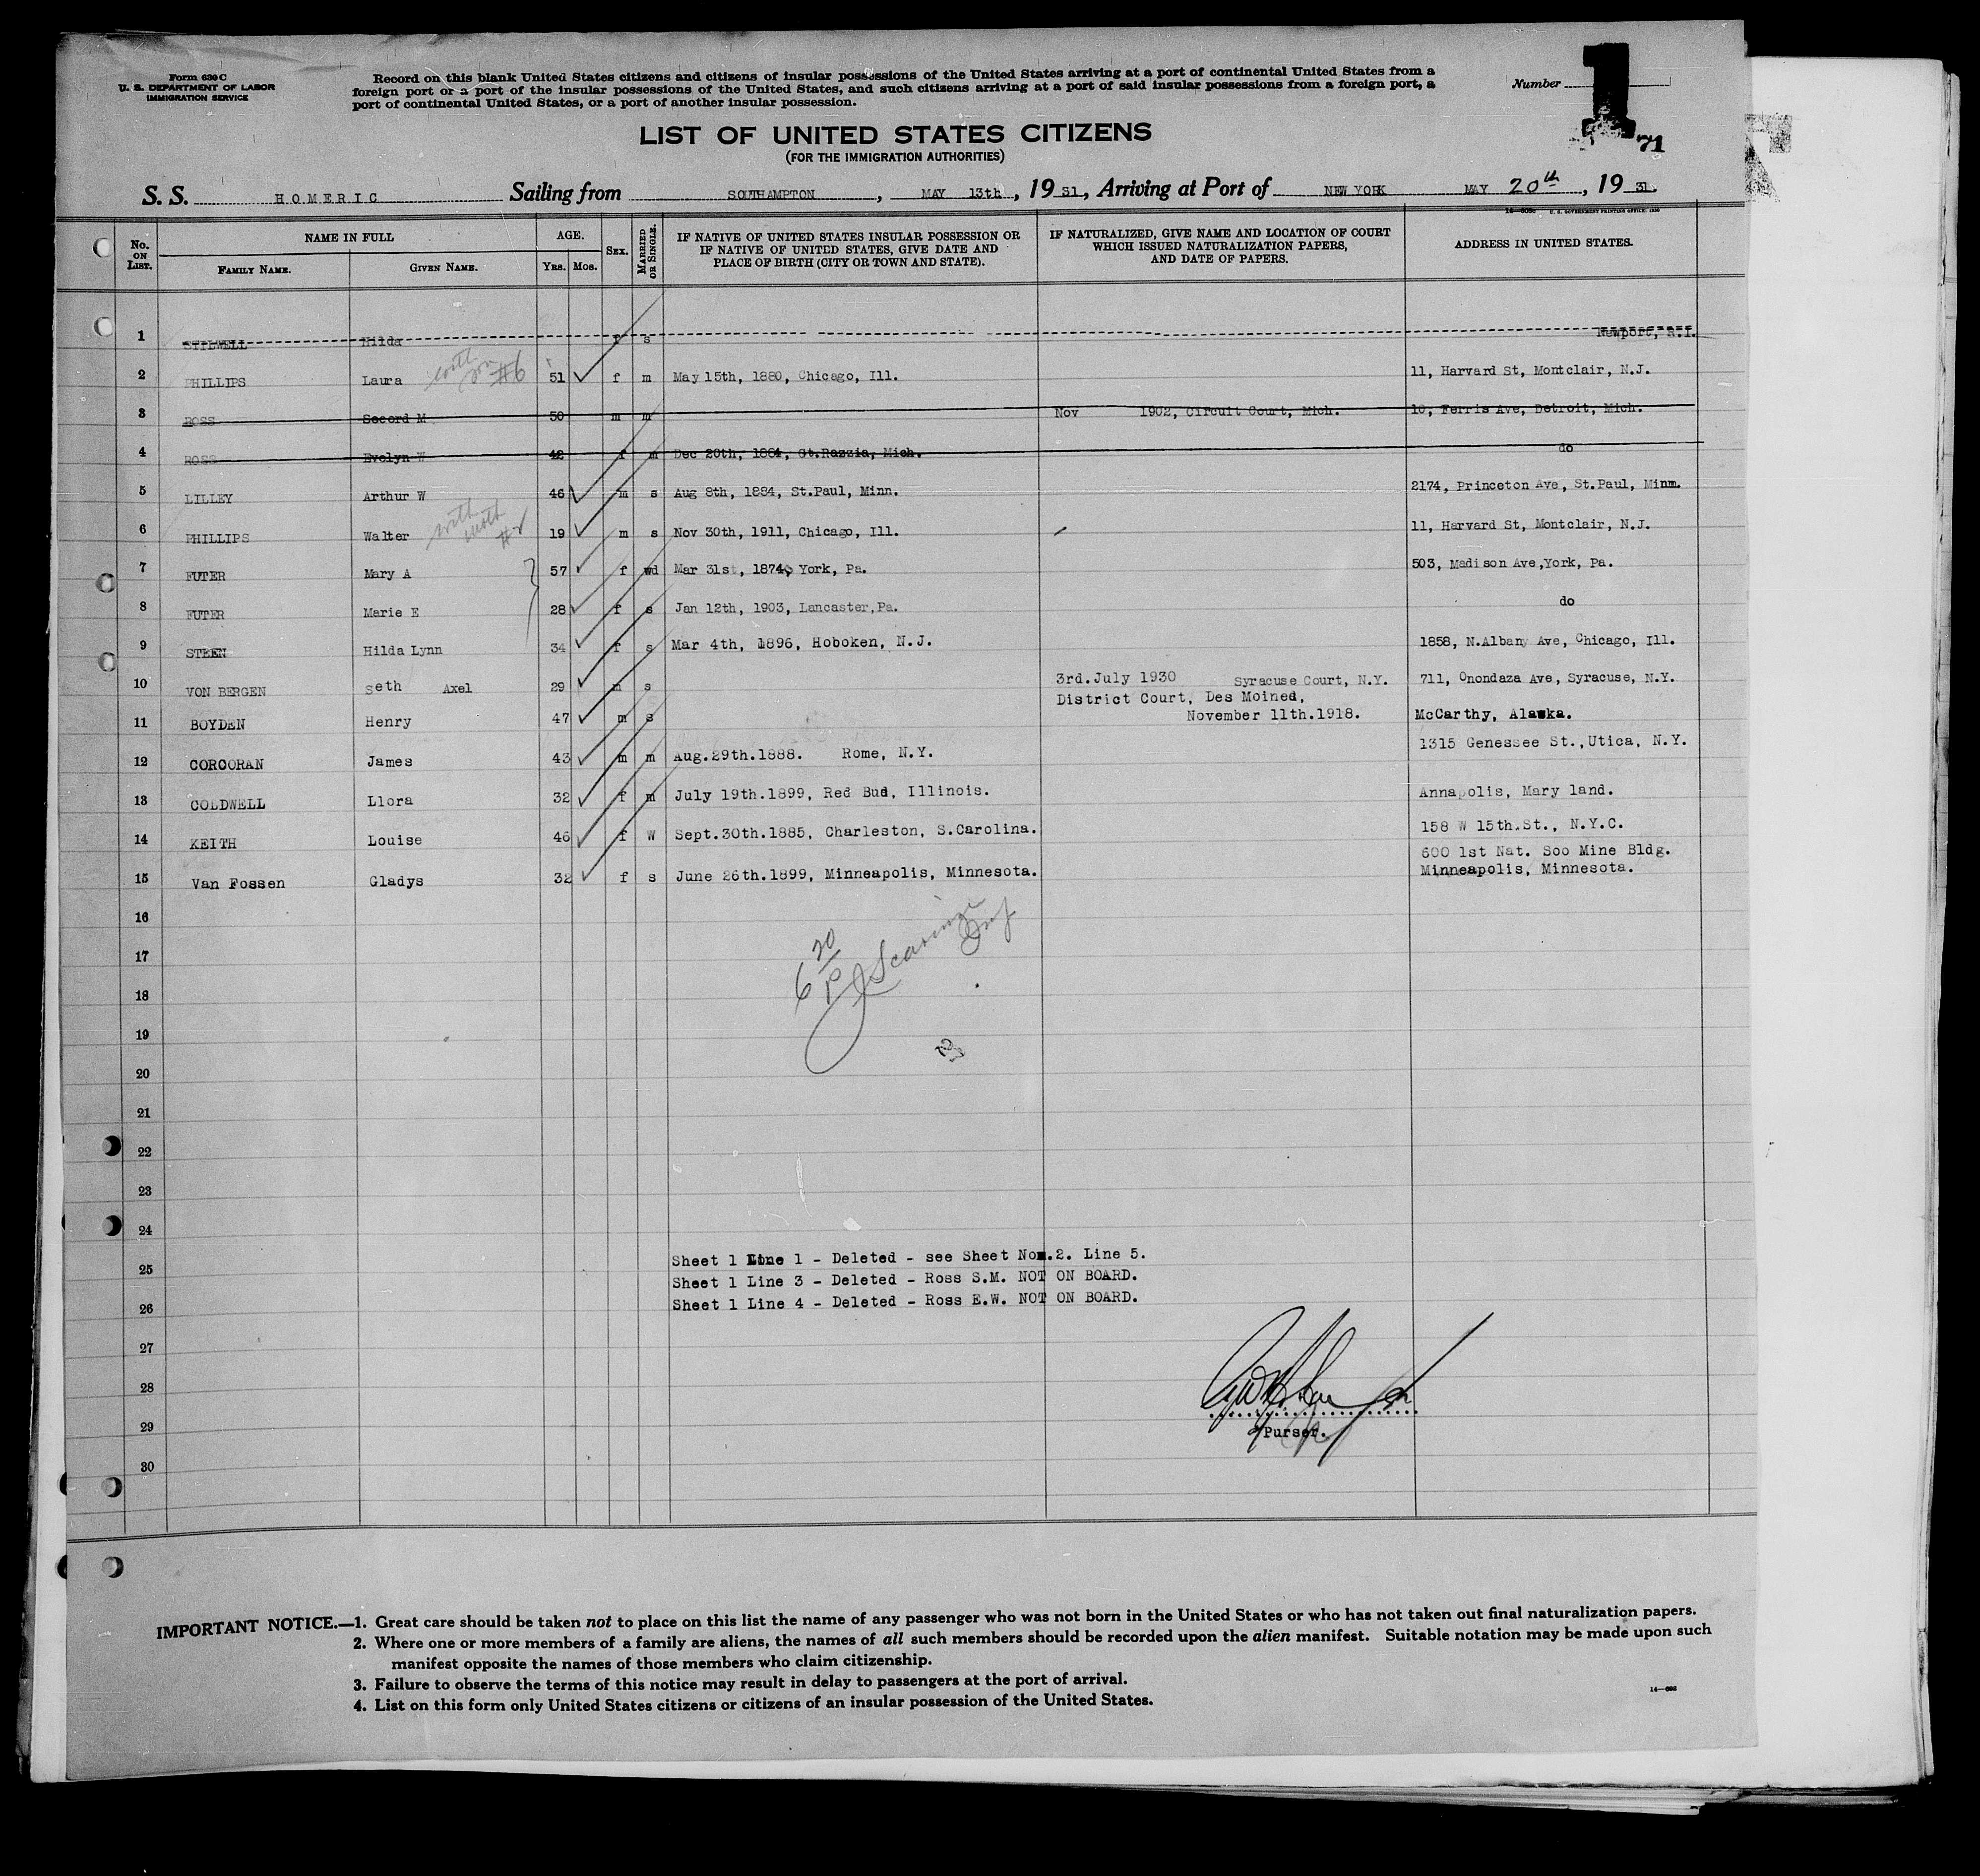 Form 630 C
U. S. DEPARTMENT OF LABOR
IMMIGRATION SERVICE
Record on this blank United States citizens and citizens of insular possessions of the United States arriving at a port of continental United States from a
foreign port or a port of the insular possessions of the United States, and such citizens arriving at a port of said insular possessions from a foreign port, a
port of continental United States, or a port of another insular possession.
Number 1
71
LIST OF UNITED STATES CITIZENS
(FOR THE IMMIGRATION AUTHORITIES)
S. S. HOMERIC Sailing from SOUTHAMPTON, MAY 13th, 19 31, Arriving at Port of NEW YORK MAY 20th, 19 31.
U. S. GOVERNMENT PRINTING OFFICE: 1930
No. ON LIST. NAME IN FULL FAMILY NAME. GIVEN NAME. AGE. YRS. MOS. SEX. MARRIED OR SINGLE. IF NATIVE OF UNITED STATES INSULAR POSSESSION OR IF NATIVE OF UNITED STATES, GIVE DATE AND PLACE OF BIRTH (CITY OR TOWN AND STATE). IF NATURALIZED, GIVE NAME AND LOCATION OF COURT WHICH ISSUED NATURALIZATION PAPERS, AND DATE OF PAPERS. ADDRESS IN UNITED STATES.
1 STILWELL Hilda f s Newport, R.I.
2 PHILLIPS Laura with son #6 51 f m May 15th, 1880, Chicago, Ill. 11, Harvard St, Montclair, N.J.
3 ROSS Secord M 50 m m Nov 1902, Circuit Court, Mich. 10, Ferris Ave, Detroit, Mich.
4 ROSS Evelyn W 42 f m Dec 20th, 1884, St.Razzia, Mich. do
5 LILLEY Arthur W 46 m s Aug 8th, 1884, St.Paul, Minn. 2174, Princeton Ave, St.Paul, Minn.
6 PHILLIPS Walter with moth #2 19 m s Nov 30th, 1911, Chicago, Ill. 11, Harvard St, Montclair, N.J.
7 FUTER Mary A 57 f wd Mar 31st, 1874, York, Pa. 503, Madison Ave,York, Pa.
8 FUTER Marie E 28 f s Jan 12th, 1903, Lancaster,Pa. do
9 STEEN Hilda Lynn 34 f s Mar 4th, 1896, Hoboken, N.J. 1858, N.Albany Ave, Chicago, Ill.
10 VON BERGEN Seth Axel 29 m s 3rd.July 1930 Syracuse Court, N.Y. 711, Onondaza Ave, Syracuse, N.Y.
11 BOYDEN Henry 47 m s District Court, Des Moined,
November 11th.1918. McCarthy, Alaska.
12 CORCORAN James 43 m m Aug.29th.1888. Rome, N.Y. 1315 Genessee St.,Utica, N.Y.
13 COLDWELL Llora 32 f m July 19th.1899, Red Bud, Illinois. Annapolis, Mary land.
14 KEITH Louise 46 f W Sept.30th.1885, Charleston, S.Carolina. 158 W 15th.St., N.Y.C.
600 1st Nat. Soo Mine Bldg.
15 Van Fossen Gladys 32 f s June 26th.1899, Minneapolis, Minnesota. Minneapolis, Minnesota.
16
17
6 20 P
18
19
20
21
22
23
24
Sheet 1 Line 1 - Deleted - see Sheet No.2. Line 5.
25
Sheet 1 Line 3 - Deleted - Ross S.M. NOT ON BOARD.
26
Sheet 1 Line 4 - Deleted - Ross E.W. NOT ON BOARD.
27
28
29
Purser.
30
IMPORTANT NOTICE.—1. Great care should be taken not to place on this list the name of any passenger who was not born in the United States or who has not taken out final naturalization papers.
2. Where one or more members of a family are aliens, the names of all such members should be recorded upon the alien manifest. Suitable notation may be made upon such
manifest opposite the names of those members who claim citizenship.
3. Failure to observe the terms of this notice may result in delay to passengers at the port of arrival.
4. List on this form only United States citizens or citizens of an insular possession of the United States.